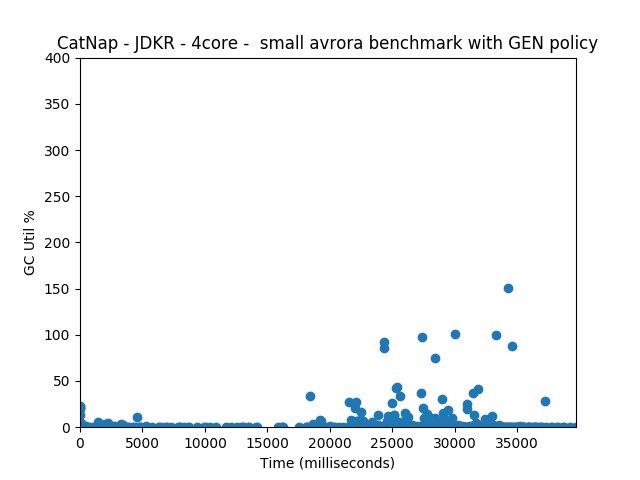 CatNap - JDKR - 4core -  small avrora benchmark with GEN policy
400
350
300
250
200
150
100
50
0
GC Util %
0 5000 10000 15000 20000 25000 30000 35000
Time (milliseconds)